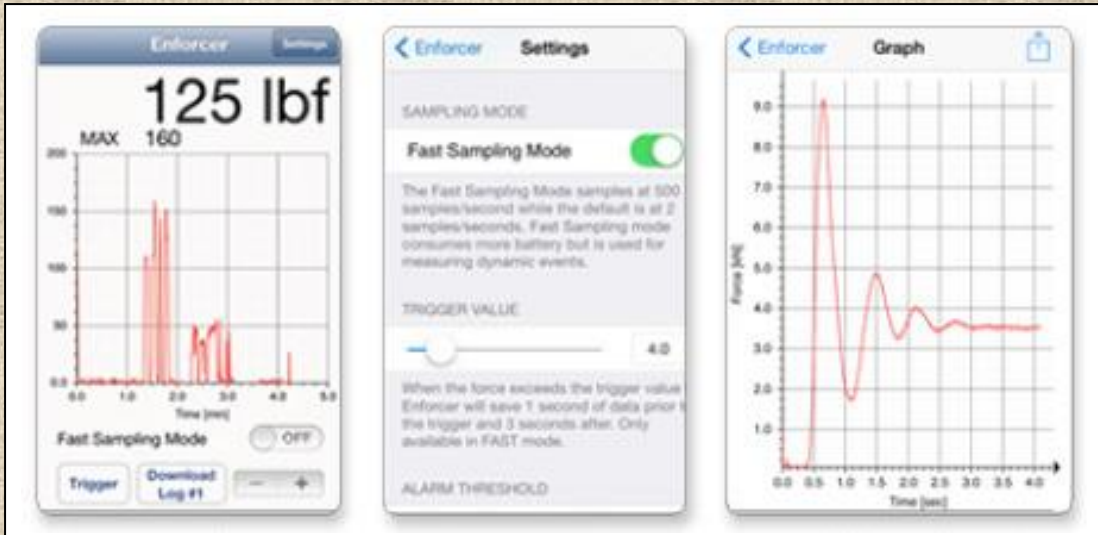 Enforcer
Settings
125 lbf
MAX 160
200
150
100
50
0.0
0.0 1.0 2.0 3.0 4.0 5.0
Time [min]
Fast Sampling Mode
OFF
Trigger
Download
Log #1
- +
Enforcer
Settings
SAMPLING MODE
Fast Sampling Mode
The Fast Sampling Mode samples at 500
samples/second while the default is at 2
samples/seconds. Fast Sampling mode
consumes more battery but is used for
measuring dynamic events.
TRIGGER VALUE
4.0
When the force exceeds the trigger value
Enforcer will save 1 second of data prior
the trigger and 3 seconds after. Only
available in FAST mode.
ALARM THRESHOLD
Enforcer
Graph
9.0
8.0
7.0
6.0
5.0
4.0
3.0
2.0
1.0
Force [kN]
0.0 0.5 1.0 1.5 2.0 2.5 3.0 3.5 4.0
Time [sec]